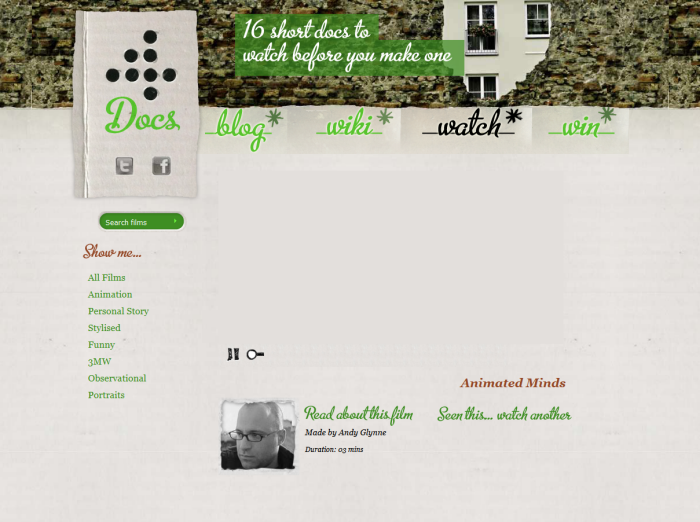 16 short docs to
watch before you make one
Docs
blog
wiki
watch
win
Search films
Show me...
All Films
Animation
Personal Story
Stylised
Funny
3MW
Observational
Portraits
Animated Minds
Read about this film
Seen this... watch another
Made by Andy Glynne
Duration: 03 mins